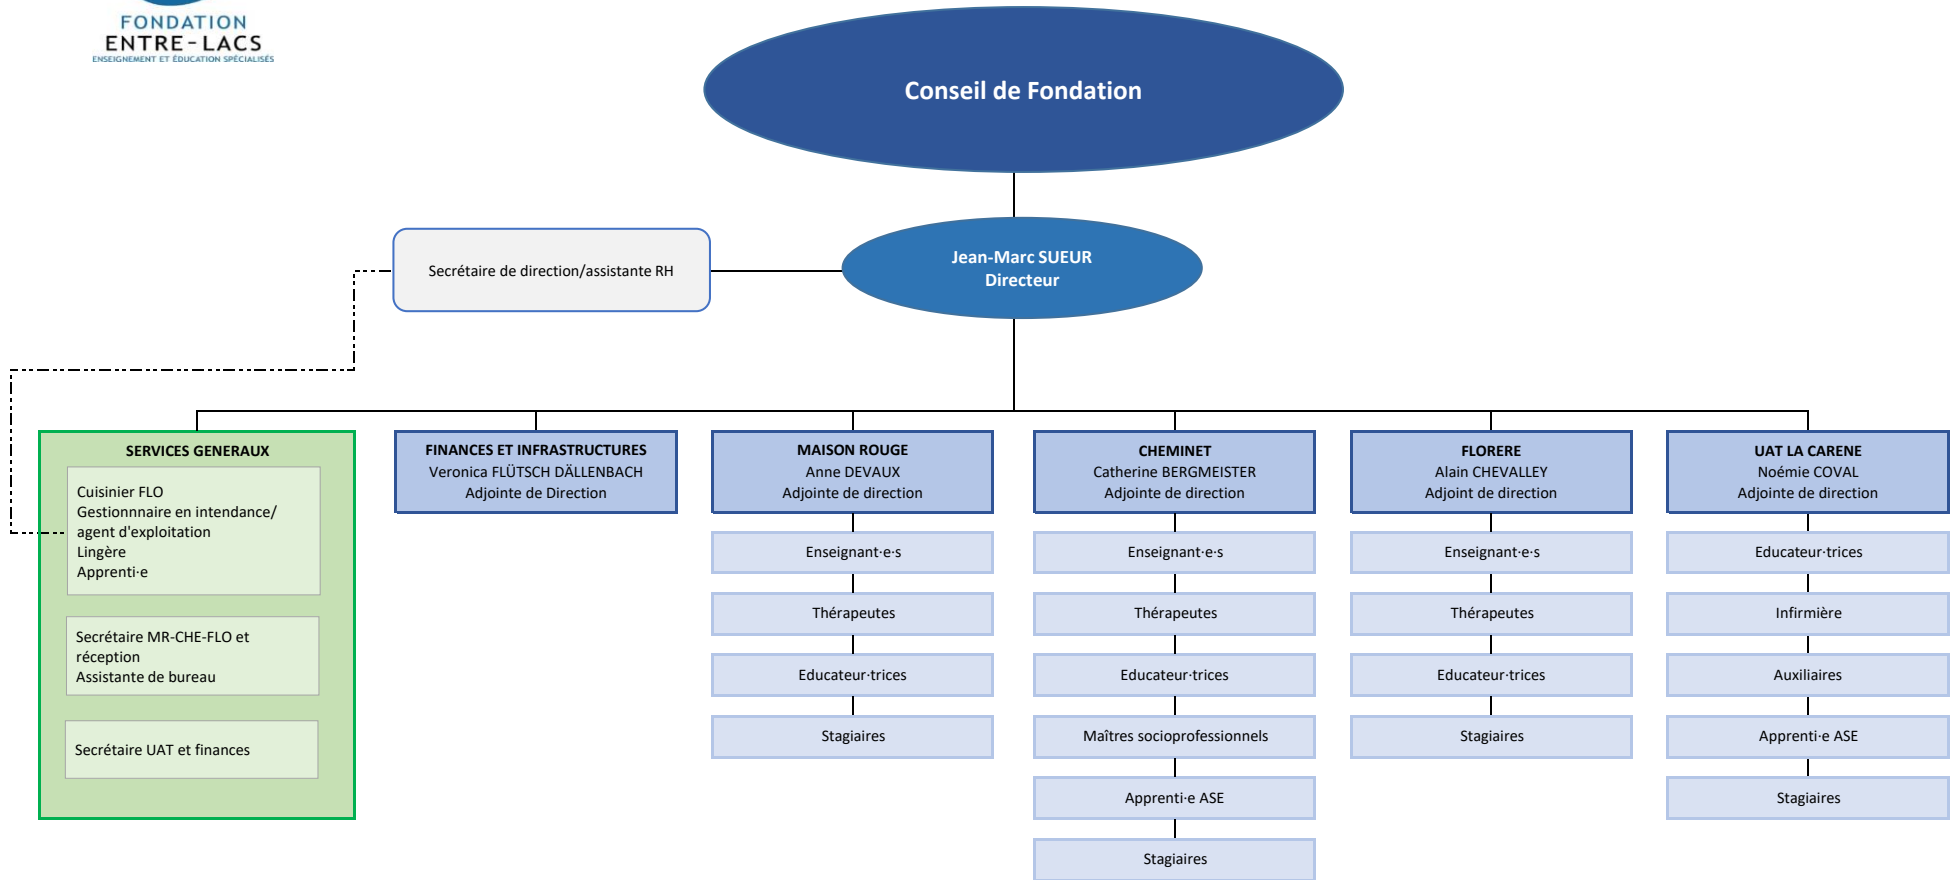 FONDATION
ENTRE-LACS
ENSEIGNEMENT ET ÉDUCATION SPÉCIALISÉS
Conseil de Fondation
Secrétaire de direction/assistante RH
Jean-Marc SUEUR
Directeur
SERVICES GENERAUX
Cuisinier FLO
Gestionnnaire en intendance/
agent d'exploitation
Lingère
Apprenti·e
Secrétaire MR-CHE-FLO et
réception
Assistante de bureau
Secrétaire UAT et finances
FINANCES ET INFRASTRUCTURES
Veronica FLÜTSCH DÄLLENBACH
Adjointe de Direction
MAISON ROUGE
Anne DEVAUX
Adjointe de direction
Enseignant·e·s
Thérapeutes
Educateur·trices
Stagiaires
CHEMINET
Catherine BERGMEISTER
Adjointe de direction
Enseignant·e·s
Thérapeutes
Educateur·trices
Maîtres socioprofessionnels
Apprenti·e ASE
Stagiaires
FLORERE
Alain CHEVALLEY
Adjoint de direction
Enseignant·e·s
Thérapeutes
Educateur·trices
Stagiaires
UAT LA CARENE
Noémie COVAL
Adjointe de direction
Educateur·trices
Infirmière
Auxiliaires
Apprenti·e ASE
Stagiaires